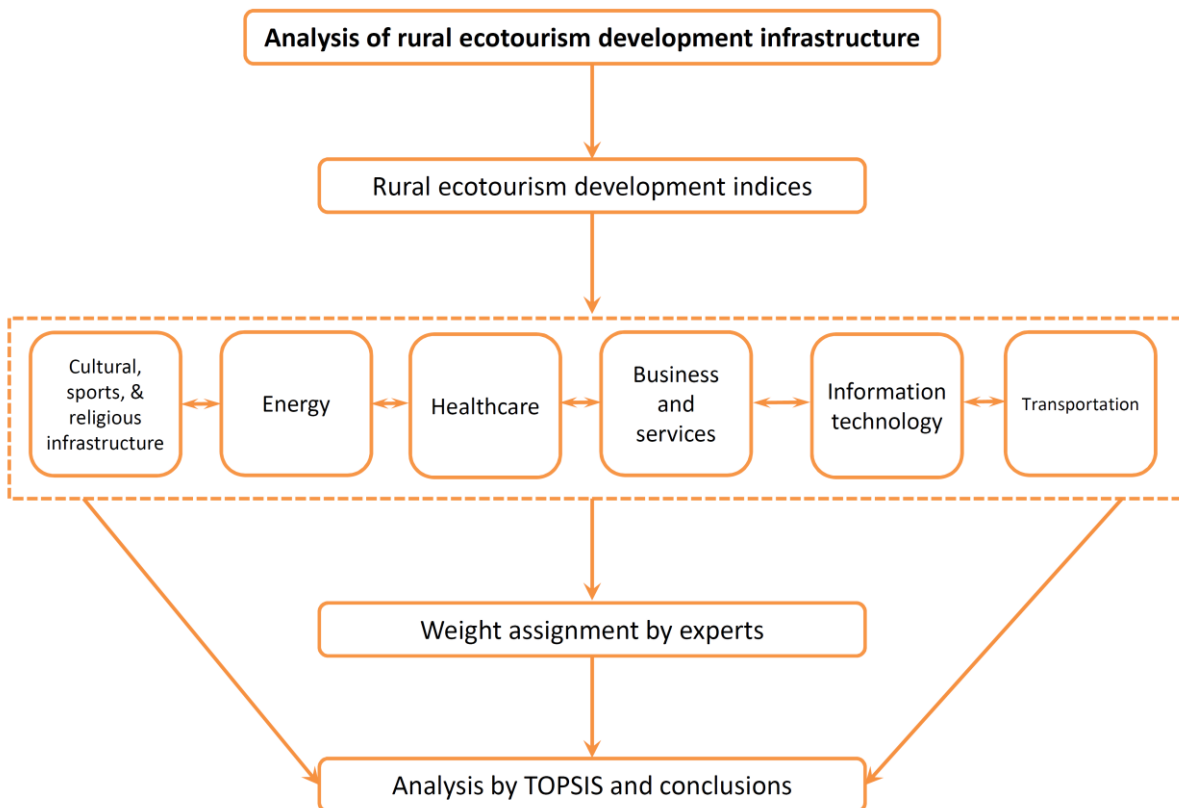 Analysis of rural ecotourism development infrastructure
Rural ecotourism development indices
Cultural,
sports, &
religious
infrastructure
Energy
Healthcare
Business
and
services
Information
technology
Transportation
Weight assignment by experts
Analysis by TOPSIS and conclusions